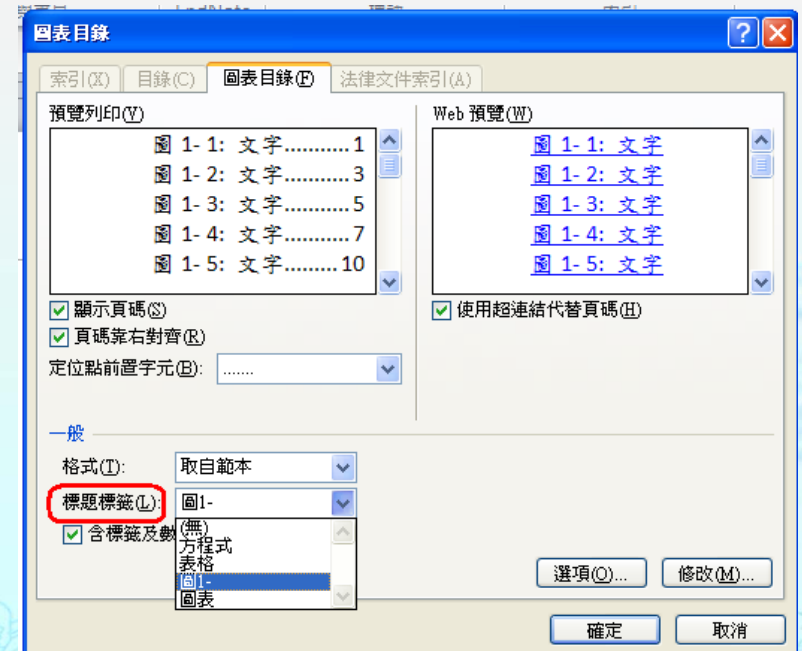 圖表目錄
索引(X) 目錄(C) 圖表目錄(F) 法律文件索引(A)
預覽列印(V)
圖 1- 1: 文字...........1
圖 1- 2: 文字...........3
圖 1- 3: 文字...........5
圖 1- 4: 文字...........7
圖 1- 5: 文字.........10
Web 預覽(W)
圖 1- 1: 文字
圖 1- 2: 文字
圖 1- 3: 文字
圖 1- 4: 文字
圖 1- 5: 文字
顯示頁碼(S)
頁碼靠右對齊(R)
定位點前置字元(B): .......
使用超連結代替頁碼(H)
一般
格式(T): 取自範本
標題標籤(L): 圖1-
含標籤及數
(無)
方程式
表格
圖1-
圖表
選項(O)... 修改(M)...
確定 取消